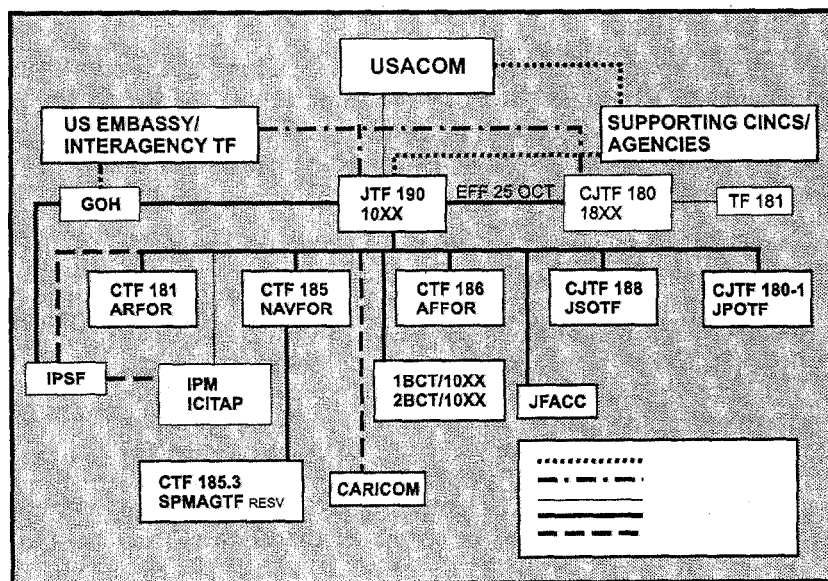 USACOM
US EMBASSY/
INTERAGENCY TF
SUPPORTING CINCS/
AGENCIES
GOH
JTF 190
10XX
EFF 25 OCT
CJTF 180
18XX
TF 181
CTF 181
ARFOR
CTF 185
NAVFOR
CTF 186
AFFOR
CJTF 188
JSOTF
CJTF 180-1
JPOTF
IPSF
IPM
ICITAP
1BCT/10XX
2BCT/10XX
JFACC
CTF 185.3
SPMAGTF RESV
CARICOM